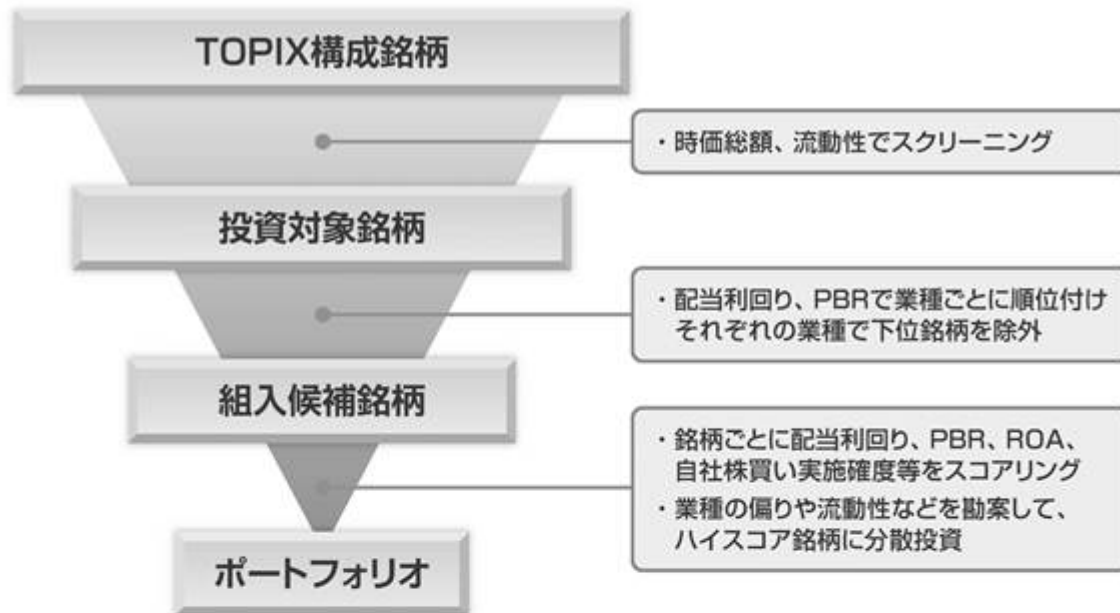 TOPIX構成銘柄
・時価総額、流動性でスクリーニング
投資対象銘柄
・配当利回り、PBRで業種ごとに順位付け
それぞれの業種で下位銘柄を除外
組入候補銘柄
・銘柄ごとに配当利回り、PBR、ROA、
自社株買い実施確度等をスコアリング
・業種の偏りや流動性などを勘案して、
ハイスコア銘柄に分散投資
ポートフォリオ